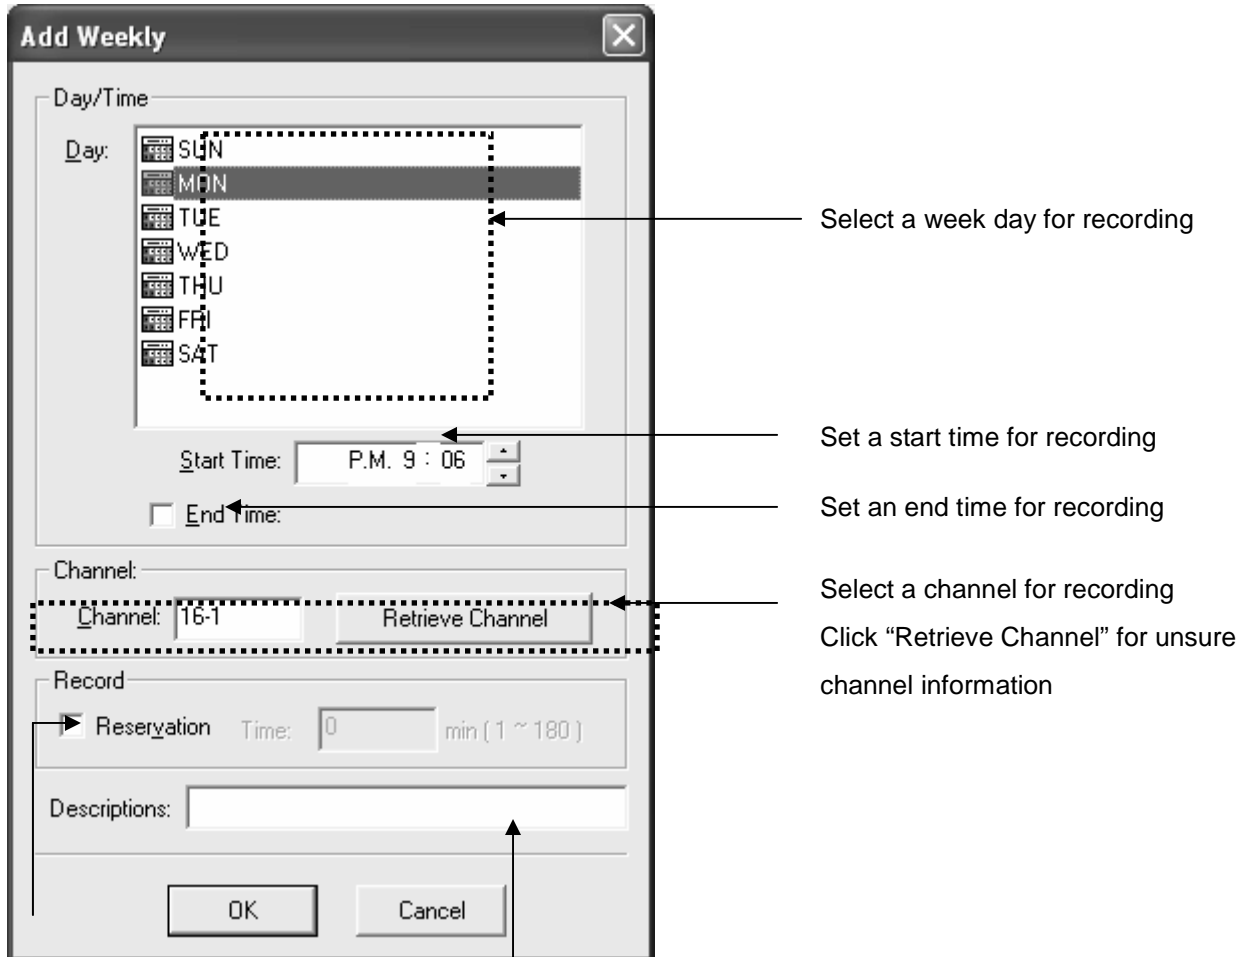 Add Weekly
Day/Time
Day:
SUN
MON
TUE
WED
THU
FRI
SAT
Select a week day for recording
Start Time: P.M. 9 : 06
Set a start time for recording
End Time:
Set an end time for recording
Channel:
Channel: 16-1 Retrieve Channel
Select a channel for recording
Click “Retrieve Channel” for unsure
channel information
Record
Reservation Time: 0 min ( 1 ~ 180 )
Descriptions:
OK Cancel